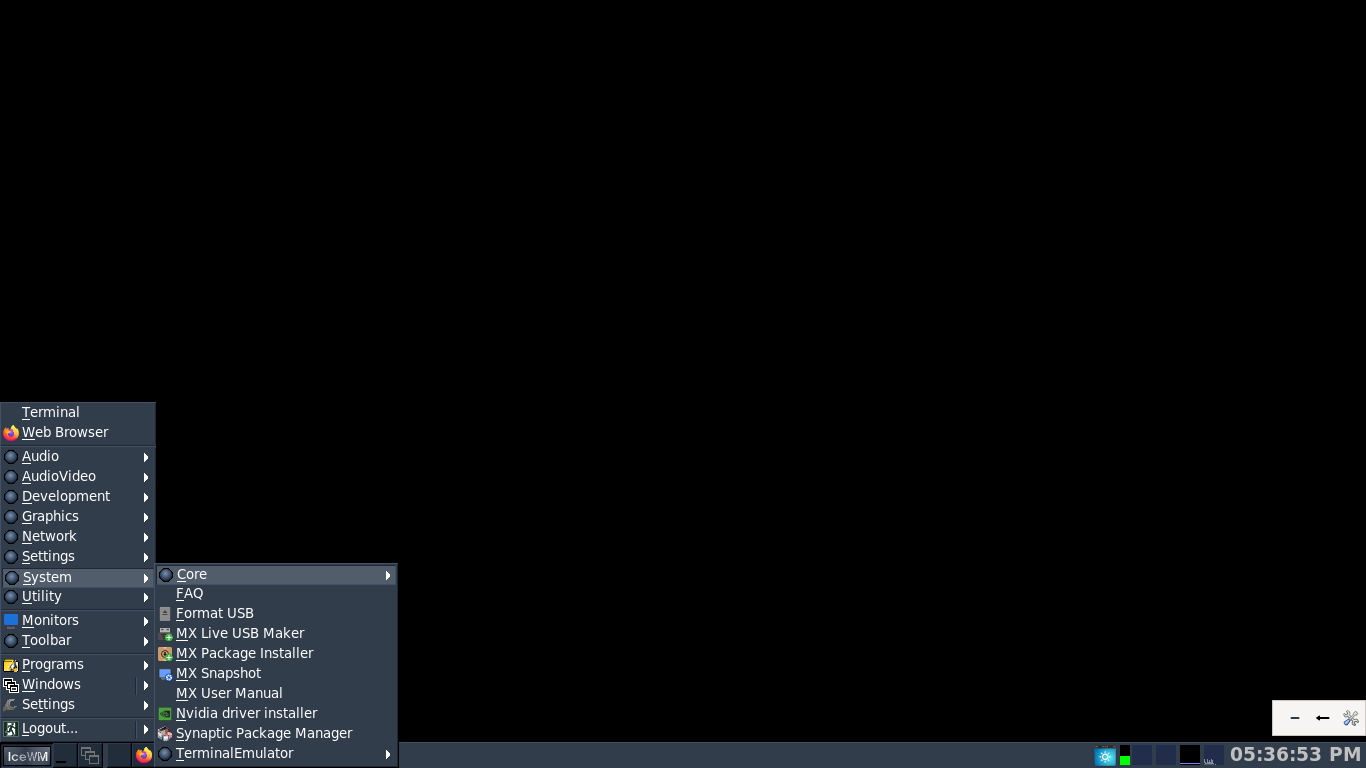 Terminal
Web Browser
Audio
AudioVideo
Development
Graphics
Network
Settings
System
Utility
Monitors
Toolbar
Programs
Windows
Settings
Logout...
Core
FAQ
Format USB
MX Live USB Maker
MX Package Installer
MX Snapshot
MX User Manual
Nvidia driver installer
Synaptic Package Manager
TerminalEmulator
IceWM
05:36:53 PM